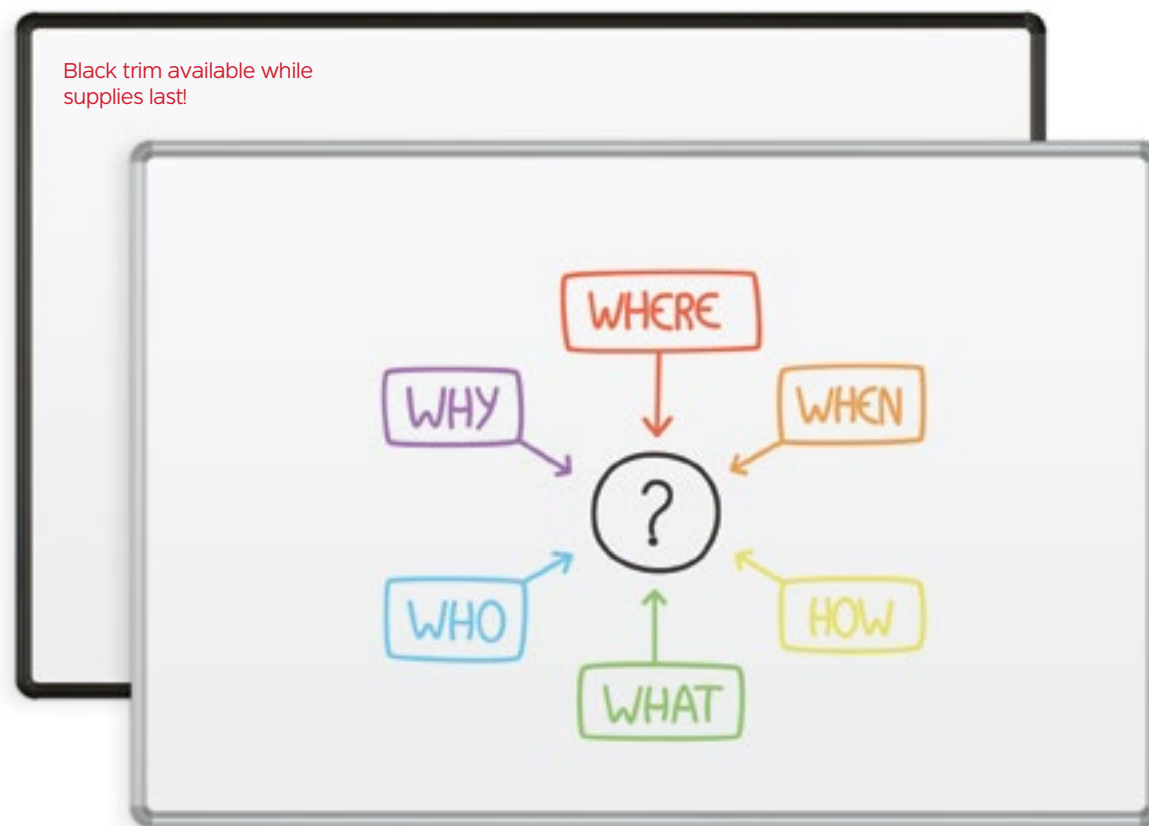 Black trim available while
supplies last!
WHERE
WHY
WHEN
?
WHO
HOW
WHAT